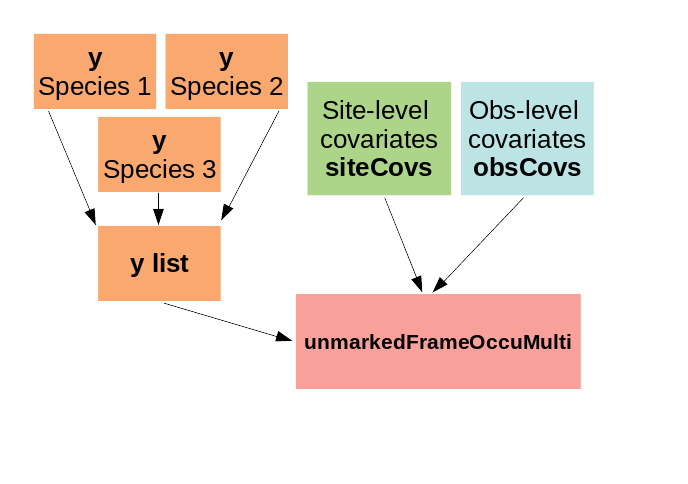 y
Species 1
y
Species 2
y
Species 3
y list
Site-level
covariates
siteCovs
Obs-level
covariates
obsCovs
unmarkedFrameOccuMulti